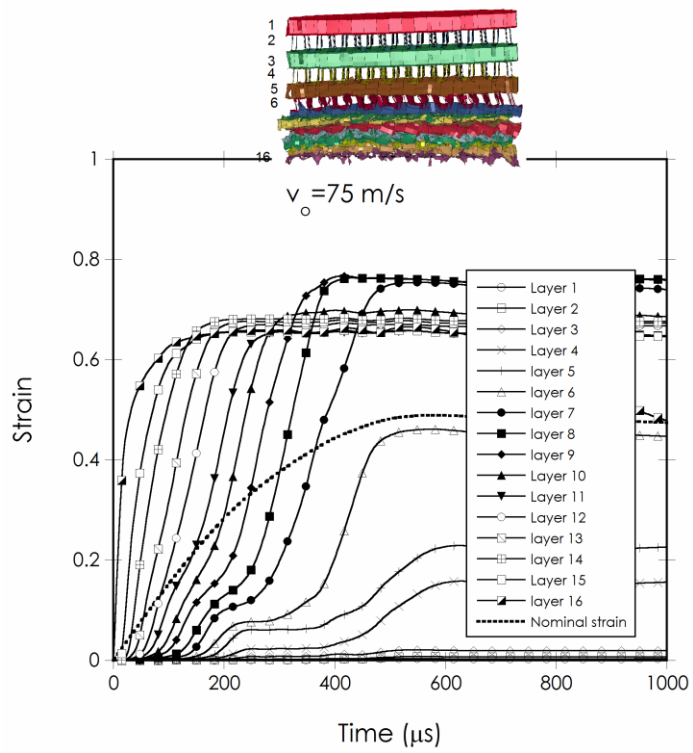 1
2
3
4
5
6
16
v₀=75 m/s
1
0.8
0.6
0.4
0.2
0
Strain
Layer 1
Layer 2
Layer 3
Layer 4
layer 5
layer 6
layer 7
layer 8
layer 9
Layer 10
Layer 11
Layer 12
layer 13
layer 14
Layer 15
layer 16
Nominal strain
0 200 400 600 800 1000
Time (μs)